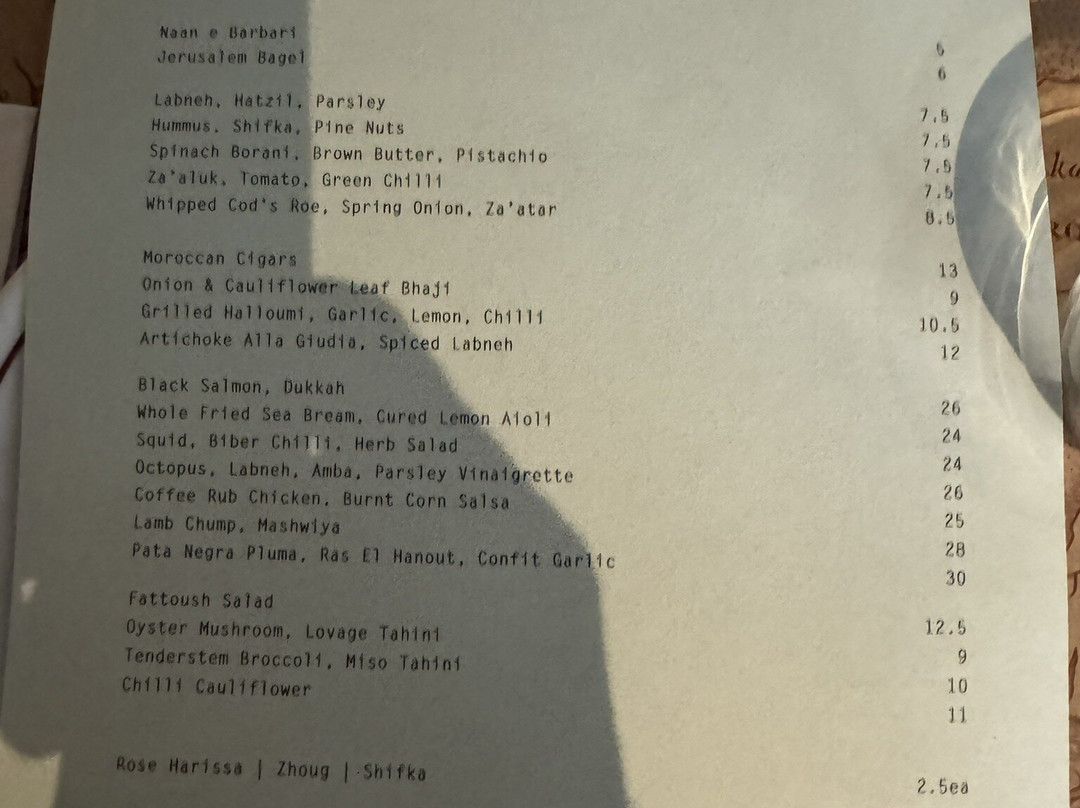 Naan e Barbari 5
Jerusalem Bagel 6
Labneh, Hatzil, Parsley 7.5
Hummus, Shifka, Pine Nuts 7.5
Spinach Borani, Brown Butter, Pistachio 7.5
Za'aluk, Tomato, Green Chilli 7.5
Whipped Cod's Roe, Spring Onion, Za'atar 8.5
Moroccan Cigars 13
Onion & Cauliflower Leaf Bhaji 9
Grilled Halloumi, Garlic, Lemon, Chilli 10.5
Artichoke Alla Giudia, Spiced Labneh 12
Black Salmon, Dukkah 26
Whole Fried Sea Bream, Cured Lemon Aioli 24
Squid, Biber Chilli, Herb Salad 24
Octopus, Labneh, Amba, Parsley Vinaigrette 26
Coffee Rub Chicken, Burnt Corn Salsa 25
Lamb Chump, Mashwiya 28
Pata Negra Pluma, Ras El Hanout, Confit Garlic 30
Fattoush Salad 12.5
Oyster Mushroom, Lovage Tahini 9
Tenderstem Broccoli, Miso Tahini 10
Chilli Cauliflower 11
Rose Harissa | Zhoug | Shifka 2.5ea